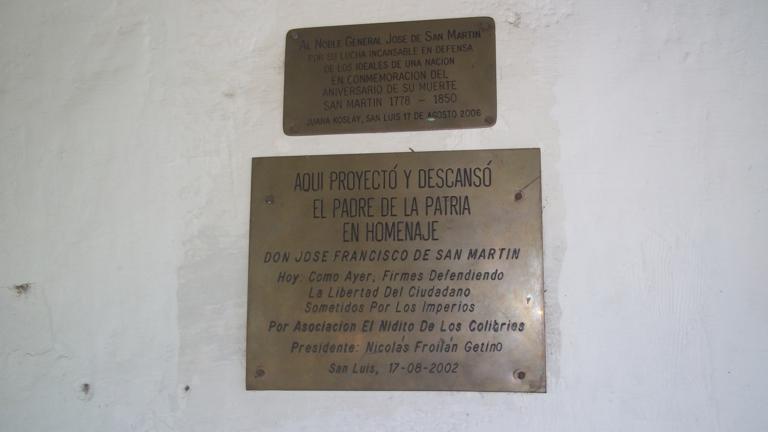 Al Noble General Jose de San Martin
por su lucha incansable en defensa
de los ideales de una nacion
en conmemoracion del
aniversario de su muerte
San Martin 1778 - 1850
Juana Koslay, San Luis 17 de Agosto 2006
AQUI PROYECTÓ Y DESCANSÓ
EL PADRE DE LA PATRIA
EN HOMENAJE
DON JOSE FRANCISCO DE SAN MARTIN
Hoy: Como Ayer, Firmes Defendiendo
La Libertad Del Ciudadano
Sometidos Por Los Imperios
Por Asociacion El Nidito De Los Colibries
Presidente: Nicolás Froilán Getino
San Luis, 17-08-2002